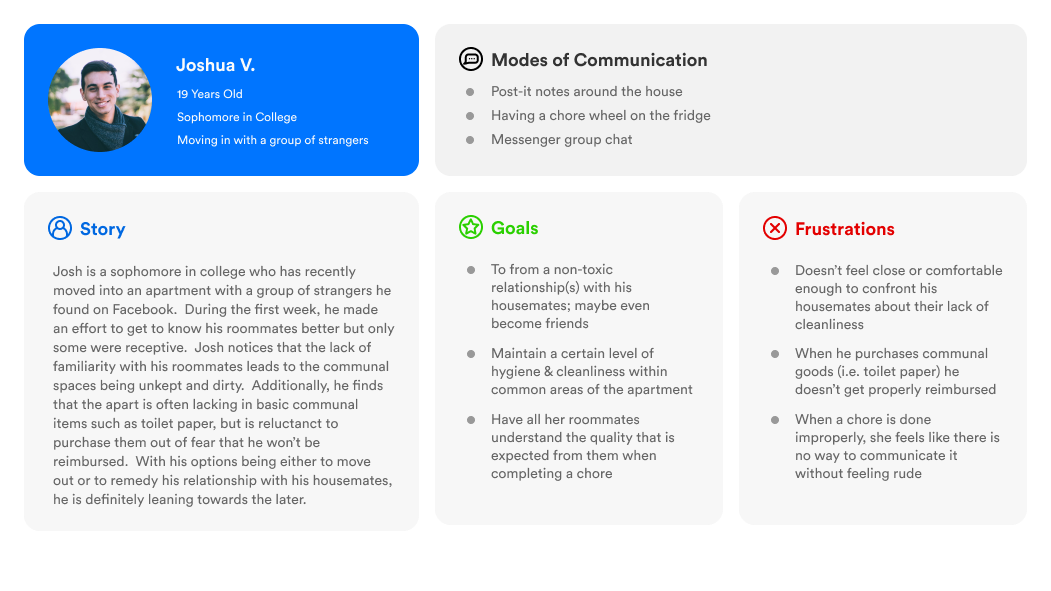 Joshua V.
19 Years Old
Sophomore in College
Moving in with a group of strangers
Modes of Communication
Post-it notes around the house
Having a chore wheel on the fridge
Messenger group chat
Story
Josh is a sophomore in college who has recently
moved into an apartment with a group of strangers he
found on Facebook.  During the first week, he made
an effort to get to know his roommates better but only
some were receptive.  Josh notices that the lack of
familiarity with his roommates leads to the communal
spaces being unkept and dirty.  Additionally, he finds
that the apart is often lacking in basic communal
items such as toilet paper, but is reluctanct to
purchase them out of fear that he won't be
reimbursed.  With his options being either to move
out or to remedy his relationship with his housemates,
he is definitely leaning towards the later.
Goals
To from a non-toxic
relationship(s) with his
housemates; maybe even
become friends
Maintain a certain level of
hygiene & cleanliness within
common areas of the apartment
Have all her roommates
understand the quality that is
expected from them when
completing a chore
Frustrations
Doesn't feel close or comfortable
enough to confront his
housemates about their lack of
cleanliness
When he purchases communal
goods (i.e. toilet paper) he
doesn't get properly reimbursed
When a chore is done
improperly, she feels like there is
no way to communicate it
without feeling rude